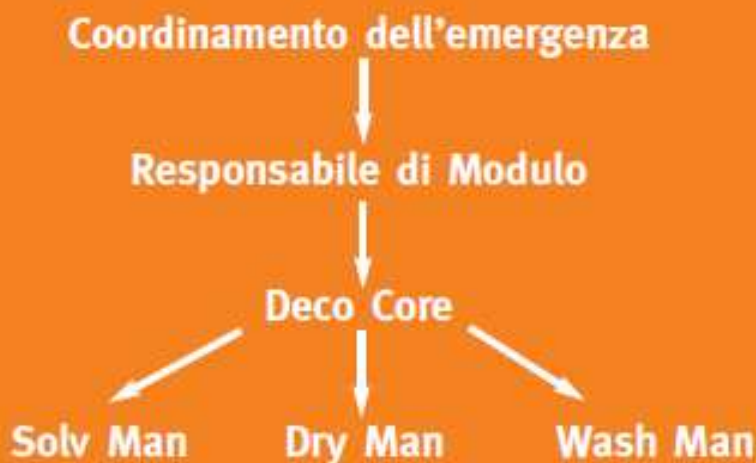 Coordinamento dell'emergenza
Responsabile di Modulo
Deco Core
Solv Man Dry Man Wash Man